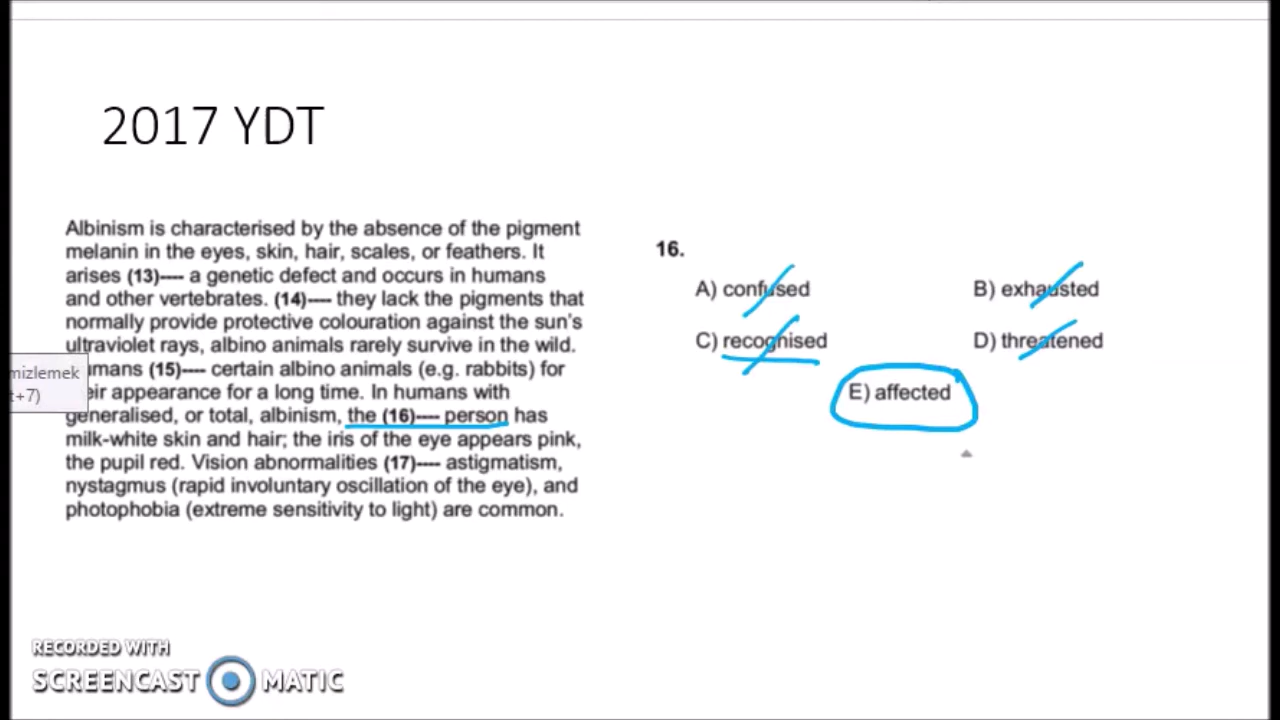 2017 YDT
Albinism is characterised by the absence of the pigment
melanin in the eyes, skin, hair, scales, or feathers. It
arises (13)---- a genetic defect and occurs in humans
and other vertebrates. (14)---- they lack the pigments that
normally provide protective colouration against the sun's
ultraviolet rays, albino animals rarely survive in the wild.
umans (15)---- certain albino animals (e.g. rabbits) for
eir appearance for a long time. In humans with
generalised, or total, albinism, the (16)---- person has
milk-white skin and hair; the iris of the eye appears pink,
the pupil red. Vision abnormalities (17)---- astigmatism,
nystagmus (rapid involuntary oscillation of the eye), and
photophobia (extreme sensitivity to light) are common.
mizlemek
t+7)
16.
A) confused B) exhausted
C) recognised D) threatened
E) affected
RECORDED WITH
SCREENCAST MATIC